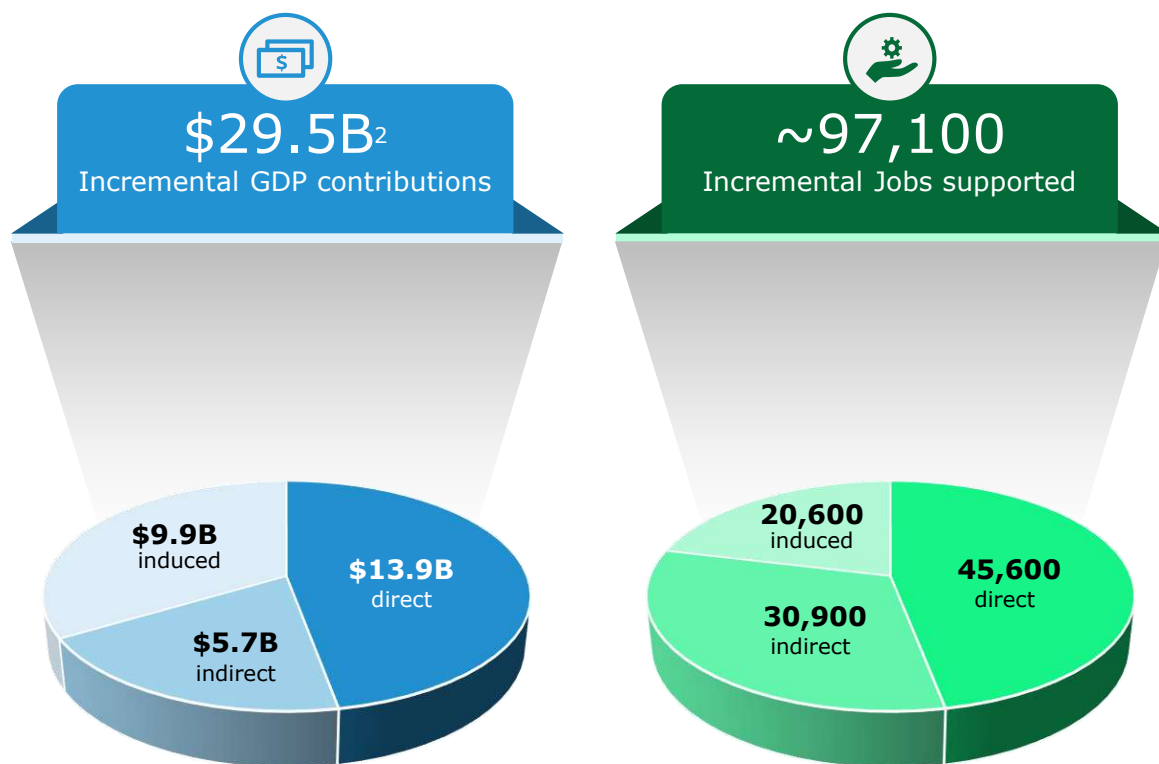 $
$29.5B2
Incremental GDP contributions
$9.9B
induced
$13.9B
direct
$5.7B
indirect
~97,100
Incremental Jobs supported
20,600
induced
45,600
direct
30,900
indirect